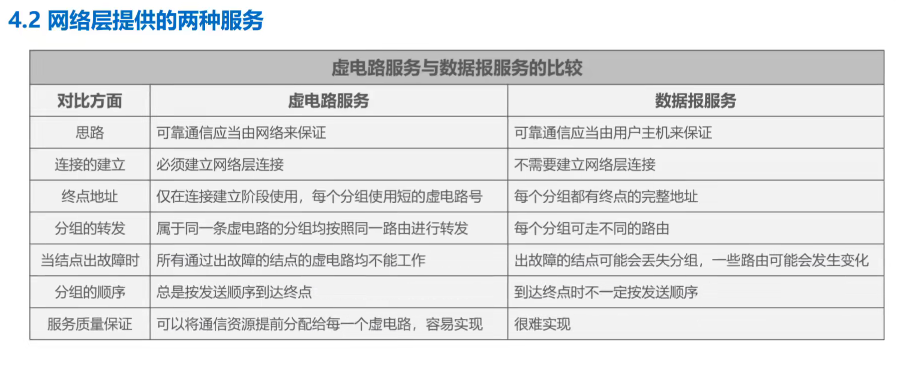 4.2 网络层提供的两种服务
虚电路服务与数据报服务的比较
对比方面 虚电路服务 数据报服务
思路 可靠通信应当由网络来保证 可靠通信应当由用户主机来保证
连接的建立 必须建立网络层连接 不需要建立网络层连接
终点地址 仅在连接建立阶段使用，每个分组使用短的虚电路号 每个分组都有终点的完整地址
分组的转发 属于同一条虚电路的分组均按照同一路由进行转发 每个分组可走不同的路由
当结点出故障时 所有通过出故障的结点的虚电路均不能工作 出故障的结点可能会丢失分组，一些路由可能会发生变化
分组的顺序 总是按发送顺序到达终点 到达终点时不一定按发送顺序
服务质量保证 可以将通信资源提前分配给每一个虚电路，容易实现 很难实现